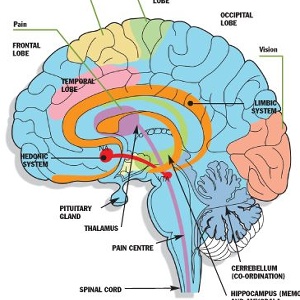 LOBE
OCCIPITAL
LOBE
Pain
Vision
FRONTAL
LOBE
TEMPORAL
LOBE
LIMBIC
SYSTEM
HEDONIC
SYSTEM
PITUITARY
GLAND
THALAMUS
PAIN CENTRE
CERREBELLUM
(CO-ORDINATION)
SPINAL CORD
HIPPOCAMPUS (MEMO